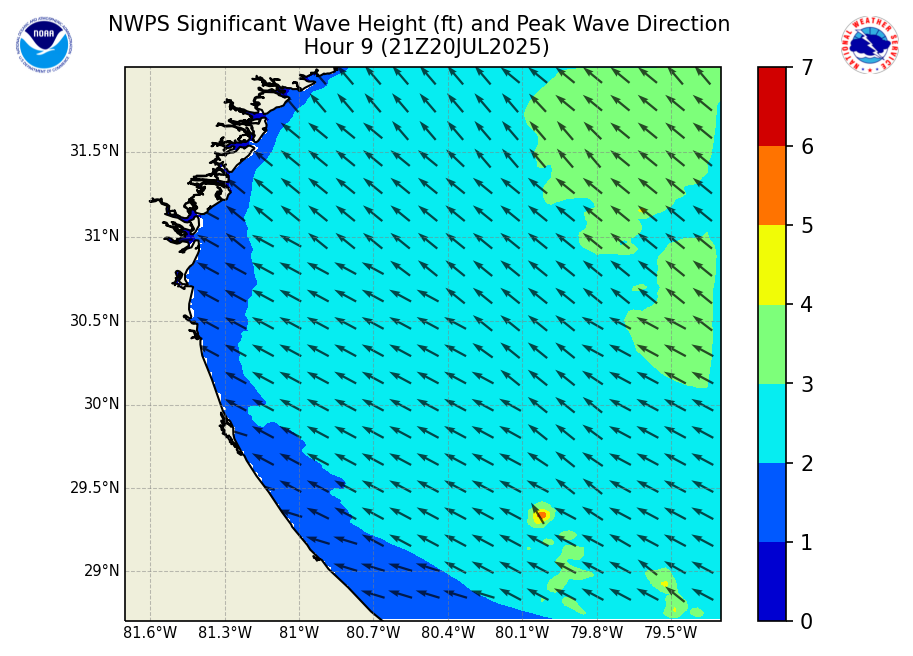 NWPS Significant Wave Height (ft) and Peak Wave Direction
Hour 9 (21Z20JUL2025)
NOAA
NATIONAL WEATHER SERVICE
7
6
5
4
3
2
1
0
31.5°N
31°N
30.5°N
30°N
29.5°N
29°N
81.6°W 81.3°W 81°W 80.7°W 80.4°W 80.1°W 79.8°W 79.5°W